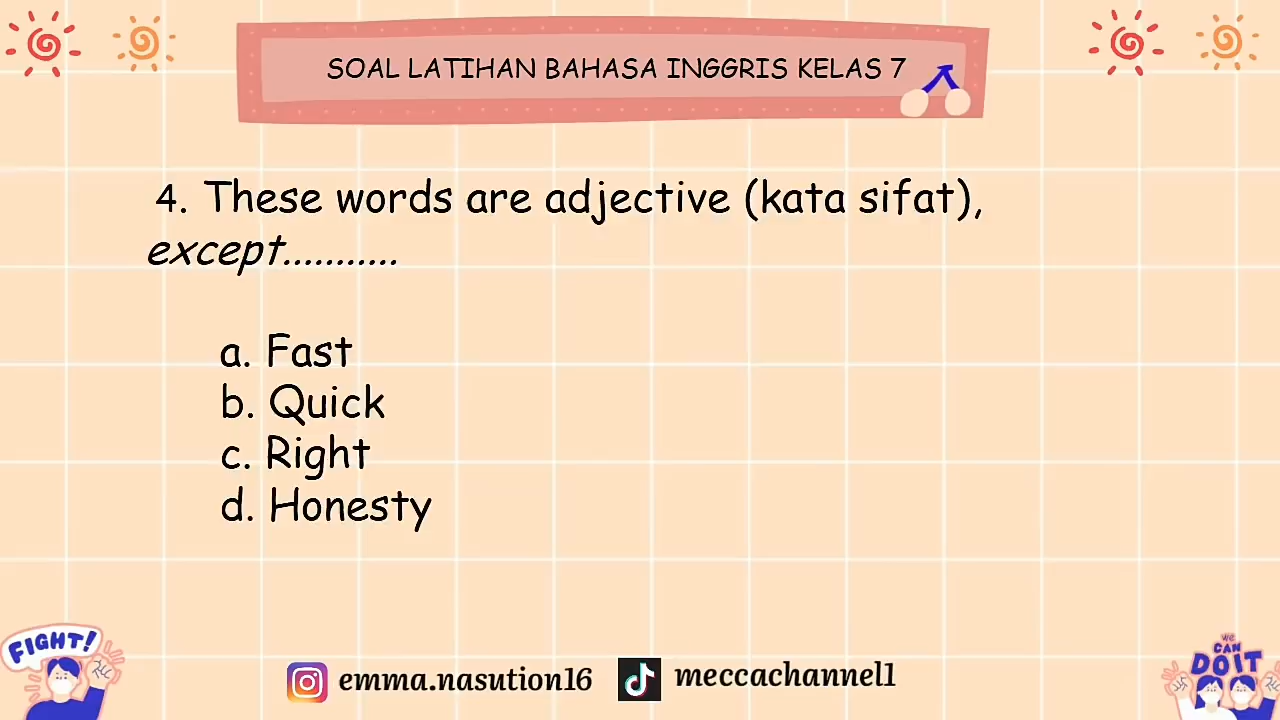 SOAL LATIHAN BAHASA INGGRIS KELAS 7
4. These words are adjective (kata sifat),
except...........
a. Fast
b. Quick
c. Right
d. Honesty
FIGHT!
emma.nasution16
meccachannel1
WE
CAN
DO IT